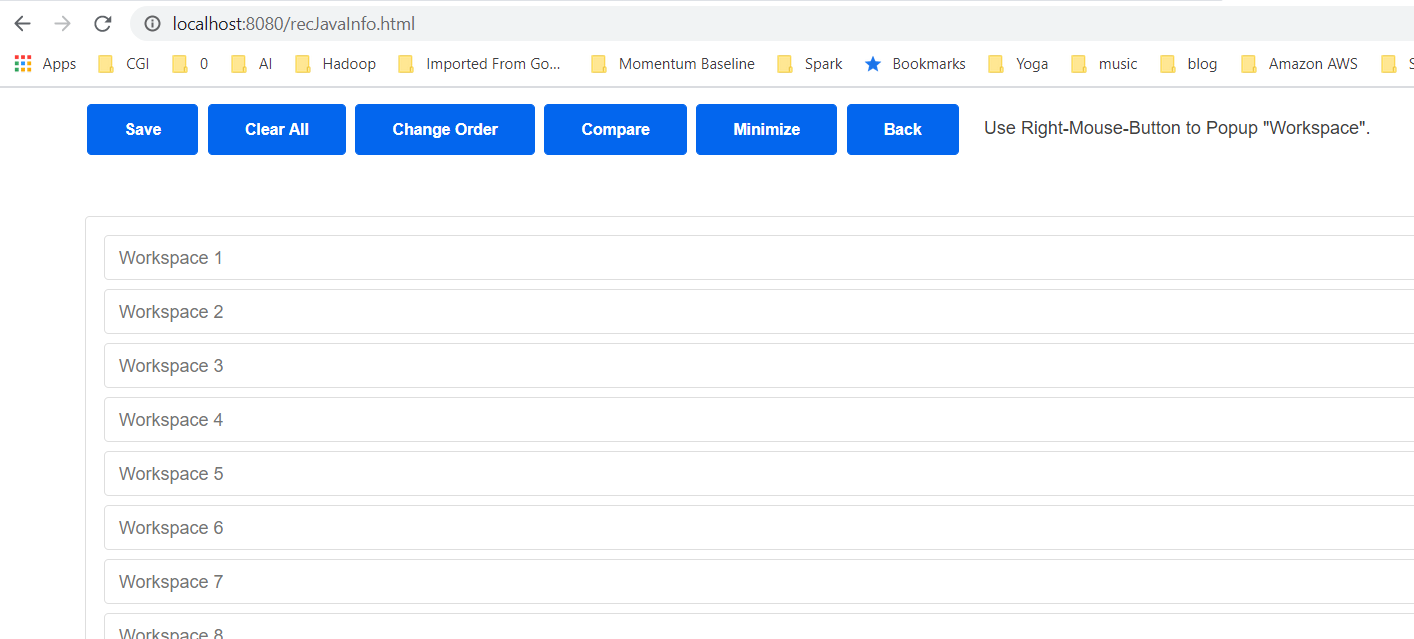 localhost:8080/recJavaInfo.html
Apps CGI 0 AI Hadoop Imported From Go... Momentum Baseline Spark Bookmarks Yoga music blog Amazon AWS S
Save Clear All Change Order Compare Minimize Back Use Right-Mouse-Button to Popup "Workspace".
Workspace 1
Workspace 2
Workspace 3
Workspace 4
Workspace 5
Workspace 6
Workspace 7
Workspace 8